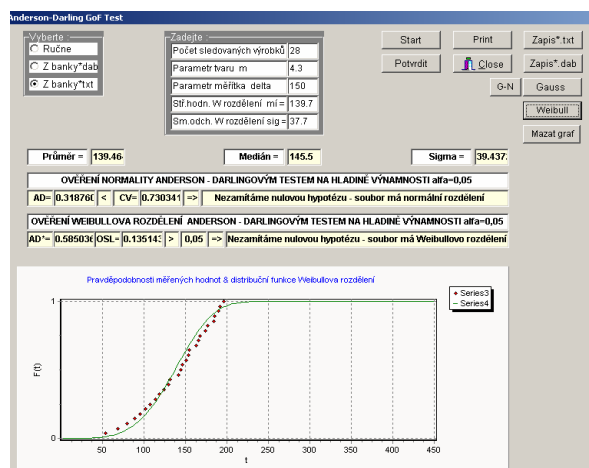 Anderson-Darling GoF Test
Vyberte :
Ručne
Z banky*dab
Z banky*txt
Zadejte :
Počet sledovaných výrobků 28
Parametr tvaru m 4.3
Parametr měřítka delta 150
Stř.hodn. W rozdělení mí = 139.7
Sm.odch. W rozdělení sig = 37.7
Start
Print
Zapis*.txt
Potvrdit
Close
Zapis*.dab
G-N
Gauss
Weibull
Mazat graf
Průměr = 139.46
Medián = 145.5
Sigma = 39.437
OVĚŘENÍ NORMALITY ANDERSON - DARLINGOVÝM TESTEM NA HLADINĚ VÝNAMNOSTI alfa=0,05
AD= 0.31876 < CV= 0.730341 => Nezamítáme nulovou hypotézu - soubor má normální rozdělení
OVĚŘENÍ WEIBULLOVA ROZDĚLENÍ ANDERSON - DARLINGOVÝM TESTEM NA HLADINĚ VÝNAMNOSTI alfa=0,05
AD*= 0.58503 OSL= 0.13514 > 0,05 => Nezamítáme nulovou hypotézu - soubor má Weibullovo rozdělení
Pravděpodobnosti měřených hodnot & distribuční funkce Weibullova rozdělení
Series3
Series4
1
F(t)
0
50 100 150 200 250 300 350 400 450
t